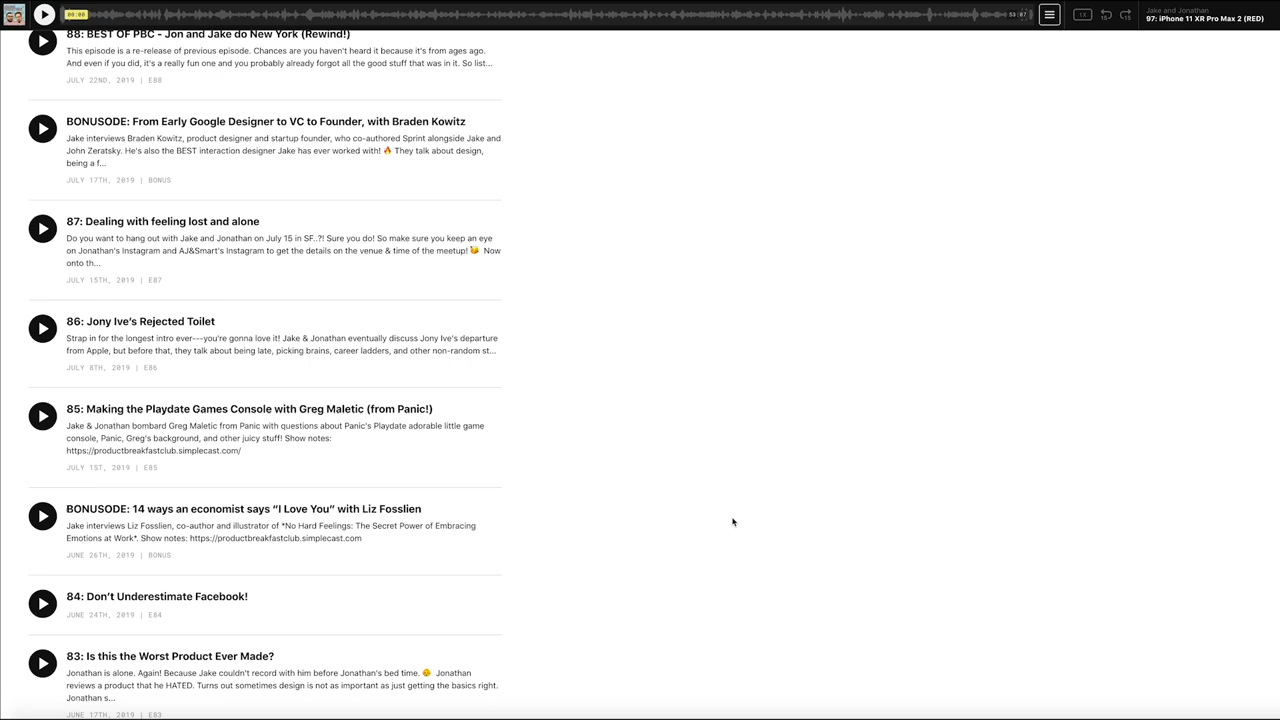 00:00
53:07
1X
15
15
Jake and Jonathan
97: iPhone 11 XR Pro Max 2 (RED)
88: BEST OF PBC - Jon and Jake do New York (Rewind!)
This episode is a re-release of previous episode. Chances are you haven't heard it because it's from ages ago.
And even if you did, it's a really fun one and you probably already forgot all the good stuff that was in it. So list...
JULY 22ND, 2019 | E88
BONUSODE: From Early Google Designer to VC to Founder, with Braden Kowitz
Jake interviews Braden Kowitz, product designer and startup founder, who co-authored Sprint alongside Jake and
John Zeratsky. He's also the BEST interaction designer Jake has ever worked with! 🔥 They talk about design,
being a f...
JULY 17TH, 2019 | BONUS
87: Dealing with feeling lost and alone
Do you want to hang out with Jake and Jonathan on July 15 in SF..?! Sure you do! So make sure you keep an eye
on Jonathan's Instagram and AJ&Smart's Instagram to get the details on the venue & time of the meetup! Now
onto th...
JULY 15TH, 2019 | E87
86: Jony Ive's Rejected Toilet
Strap in for the longest intro ever---you're gonna love it! Jake & Jonathan eventually discuss Jony Ive's departure
from Apple, but before that, they talk about being late, picking brains, career ladders, and other non-random st...
JULY 8TH, 2019 | E86
85: Making the Playdate Games Console with Greg Maletic (from Panic!)
Jake & Jonathan bombard Greg Maletic from Panic with questions about Panic's Playdate adorable little game
console, Panic, Greg's background, and other juicy stuff! Show notes:
https://productbreakfastclub.simplecast.com/
JULY 1ST, 2019 | E85
BONUSODE: 14 ways an economist says “I Love You” with Liz Fosslien
Jake interviews Liz Fosslien, co-author and illustrator of *No Hard Feelings: The Secret Power of Embracing
Emotions at Work*. Show notes: https://productbreakfastclub.simplecast.com
JUNE 26TH, 2019 | BONUS
84: Don't Underestimate Facebook!
JUNE 24TH, 2019 | E84
83: Is this the Worst Product Ever Made?
Jonathan is alone. Again! Because Jake couldn't record with him before Jonathan's bed time. Jonathan
reviews a product that he HATED. Turns out sometimes design is not as important as just getting the basics right.
Jonathan s...
JUNE 17TH, 2019 | E83